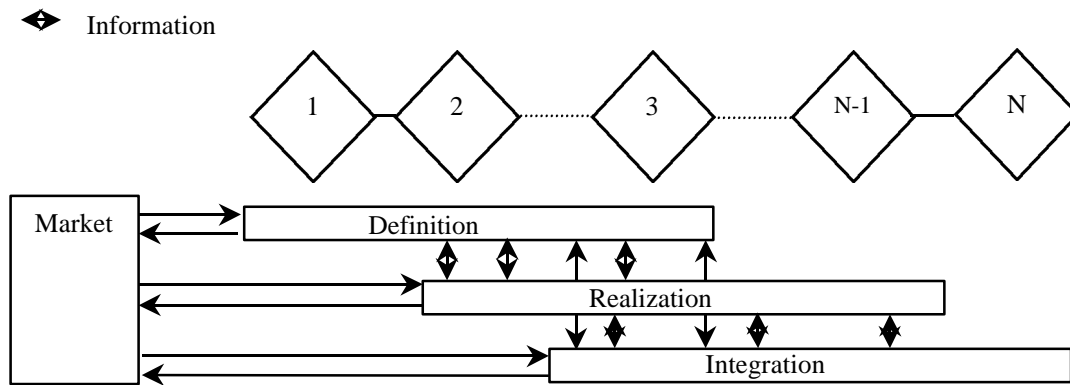 Information
1 2 3 N-1 N
Market
Definition
Realization
Integration